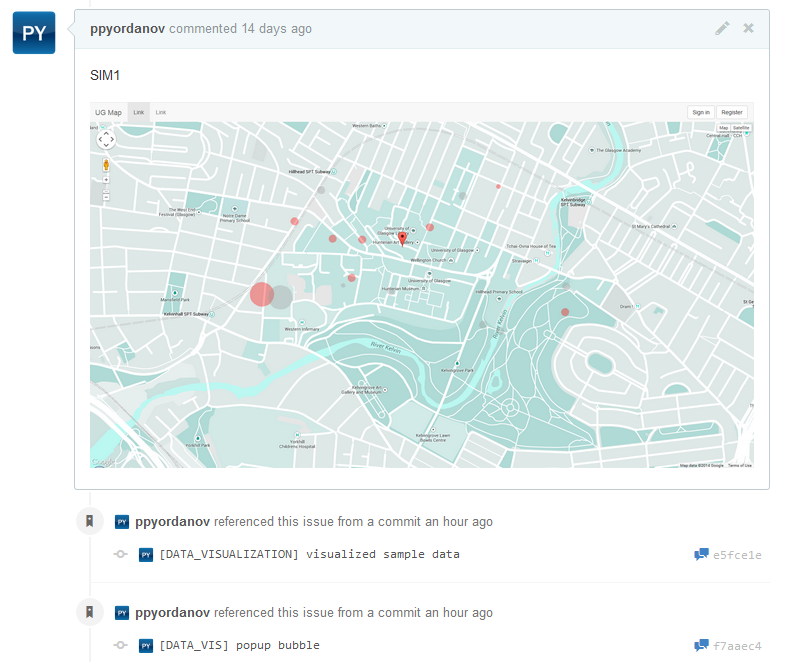 PY
ppyordanov commented 14 days ago
SIM1
UG Map
Link
Link
Sign in
Register
Map
Satellite
Western Baths
The Glasgow Academy
Hillhead SPT Subway
Kelvinbridge
SPT Subway
The West End
Festival (Glasgow)
Notre Dame
Primary School
St Mary's Cathedral
University of
Hunterian Art Gallery
University of Glasgow
Wellington Church
Tchai-Ovna House of Tea
Stravaigin
University of Glasgow
Hunterian Museum
Hillhead Primary School
Mansfield Park
Kelvinhall SPT Subway
Western Infirmary
River Kelvin
River Kelvin
Kelvingrove Park
Kelvingrove Art
Gallery and Museum
Kelvingrove Lawn
Bowls Centre
Yorkhill Park
Yorkhill
Childrens Hospital
Map data ©2014 Google
Terms of Use
PY ppyordanov referenced this issue from a commit an hour ago
PY [DATA_VISUALIZATION] visualized sample data
e5fce1e
PY ppyordanov referenced this issue from a commit an hour ago
PY [DATA_VIS] popup bubble
f7aaec4